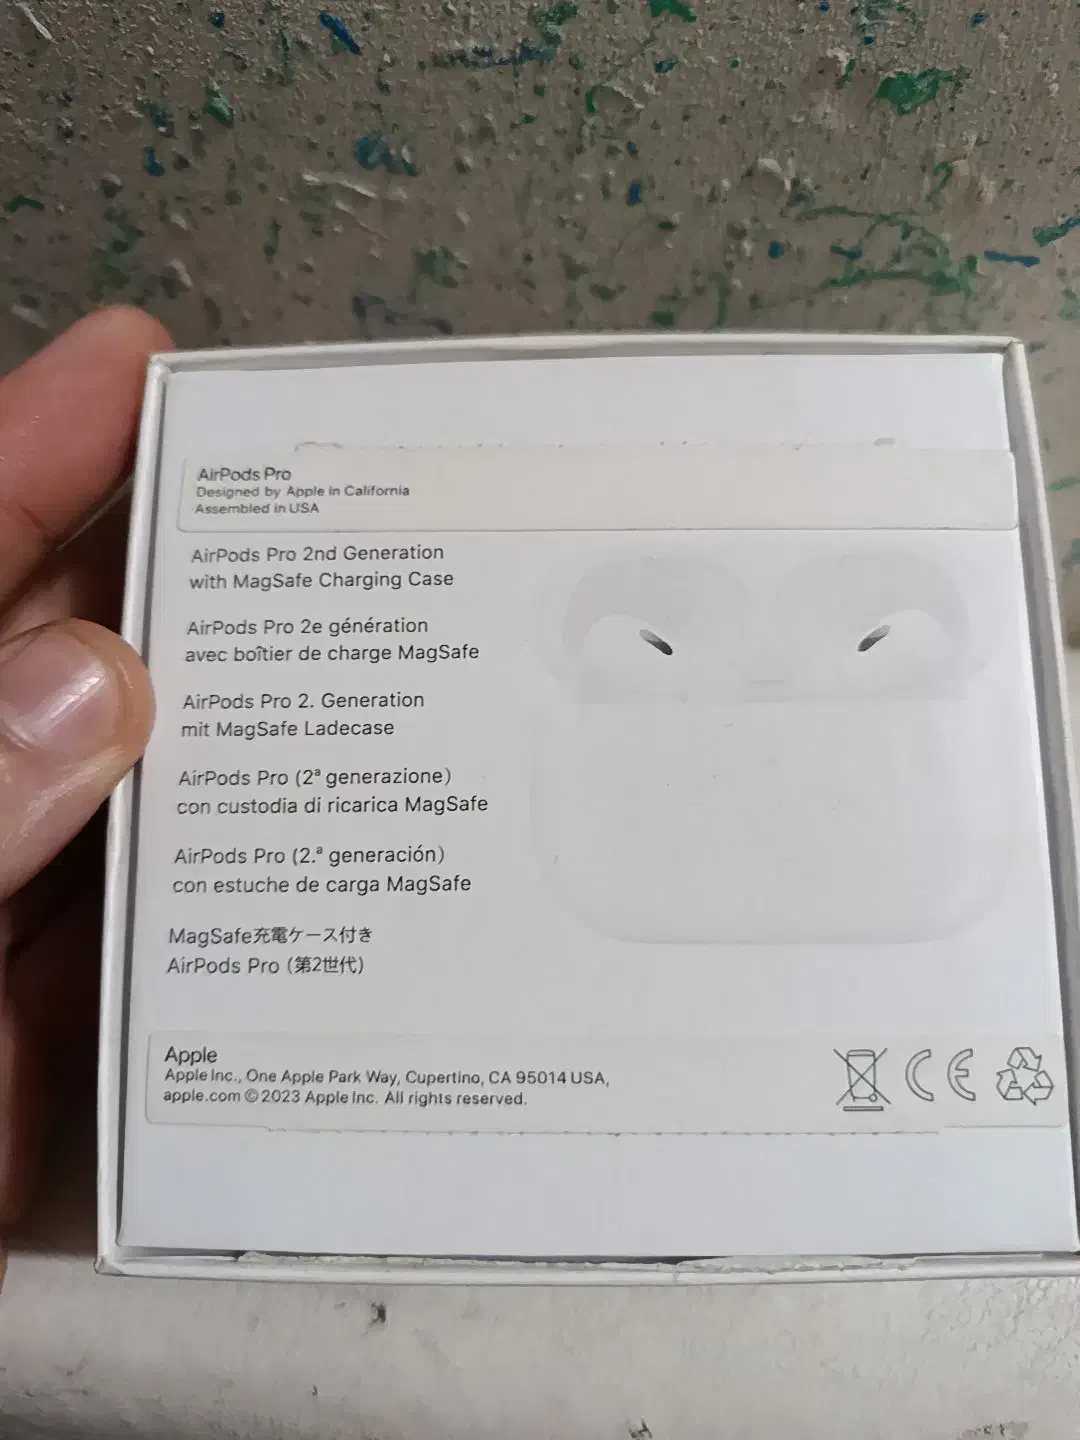 AirPods Pro
Designed by Apple in California
Assembled in USA
AirPods Pro 2nd Generation
with MagSafe Charging Case
AirPods Pro 2e génération
avec boîtier de charge MagSafe
AirPods Pro 2. Generation
mit MagSafe Ladecase
AirPods Pro (2ª generazione)
con custodia di ricarica MagSafe
AirPods Pro (2.ª generación)
con estuche de carga MagSafe
MagSafe充電ケース付き
AirPods Pro (第2世代)
Apple
Apple Inc., One Apple Park Way, Cupertino, CA 95014 USA,
apple.com © 2023 Apple Inc. All rights reserved.
CE